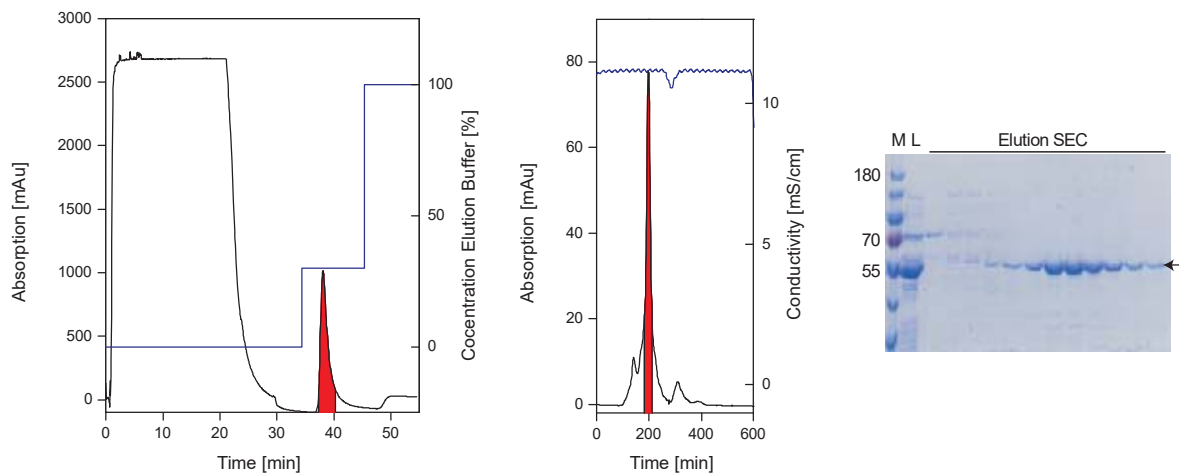 3000
2500
2000
1500
1000
500
0
Absorption [mAu]
100
50
0
Cocentration Elution Buffer [%]
0 10 20 30 40 50
Time [min]
80
60
40
20
0
Absorption [mAu]
10
5
0
Conductivity [mS/cm]
0 200 400 600
Time [min]
M L Elution SEC
180
70
55